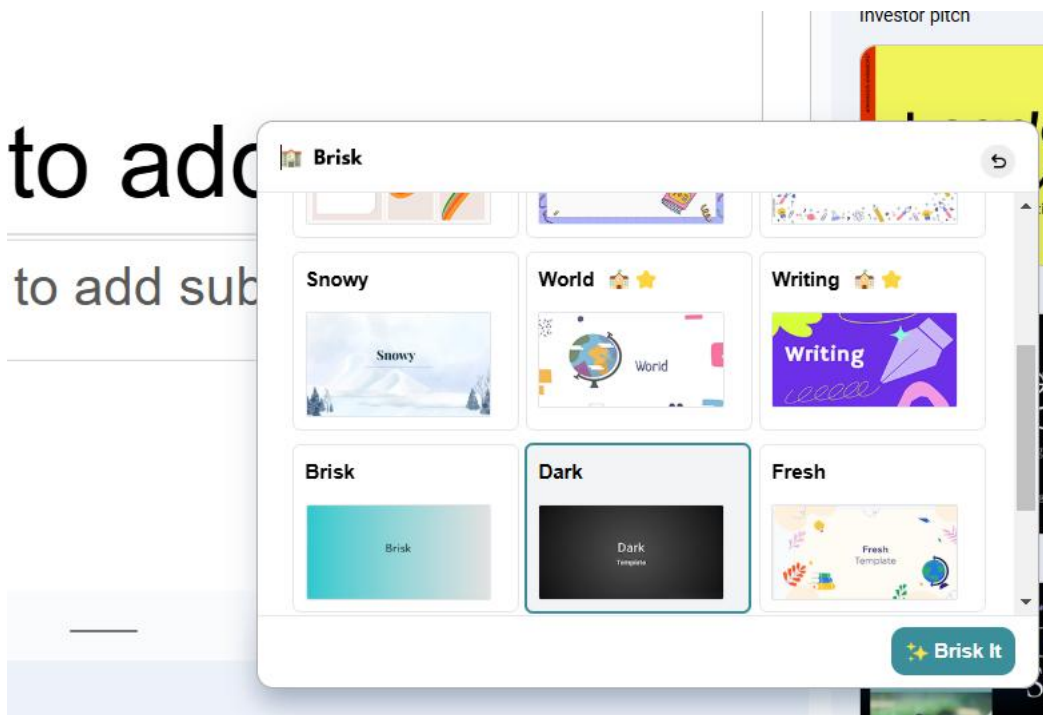 Investor pitch
to add
to add sub
Brisk
Snowy
World
Writing
Snowy
World
Writing
Brisk
Dark
Fresh
Brisk
Dark
Template
Fresh
Template
Brisk It